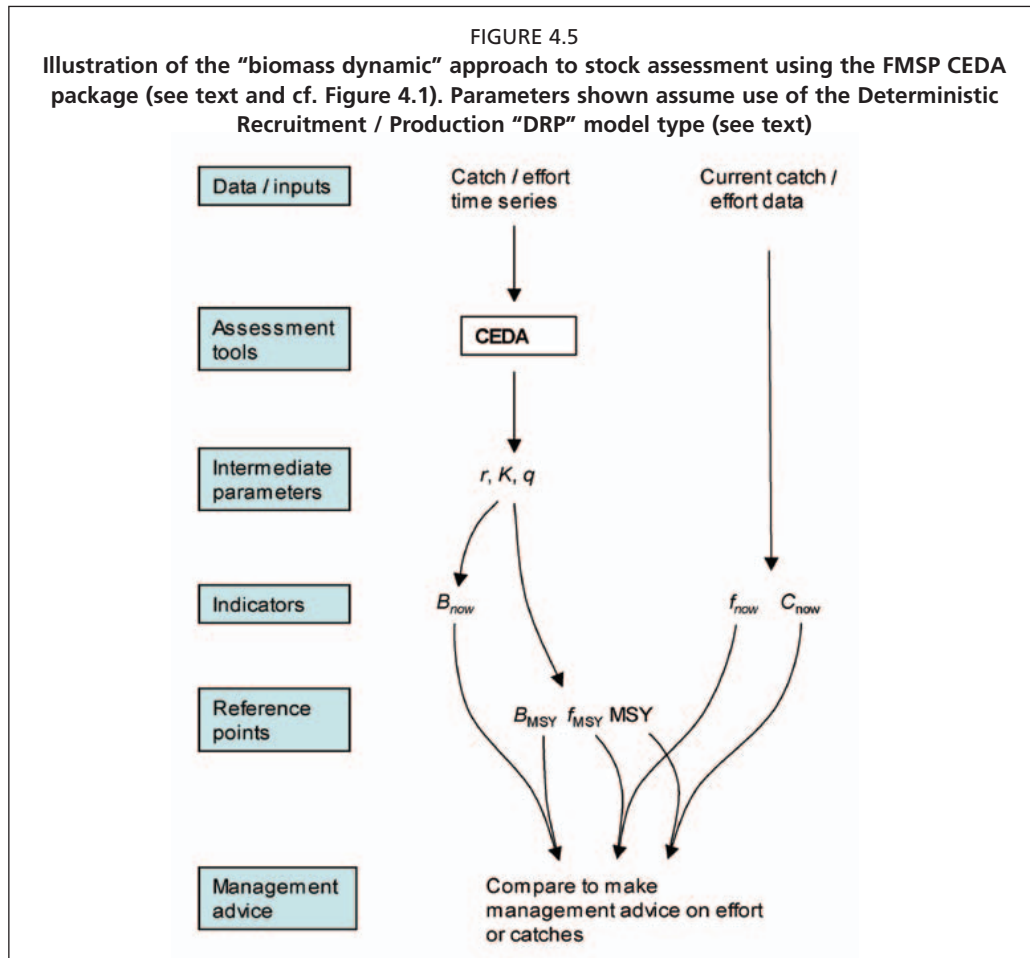 FIGURE 4.5
Illustration of the “biomass dynamic” approach to stock assessment using the FMSP CEDA
package (see text and cf. Figure 4.1). Parameters shown assume use of the Deterministic
Recruitment / Production “DRP” model type (see text)
Data / inputs
Catch / effort
time series
Current catch /
effort data
Assessment
tools
CEDA
Intermediate
parameters
r, K, q
Indicators
Bnow
fnow Cnow
Reference
points
BMSY fMSY MSY
Management
advice
Compare to make
management advice on effort
or catches